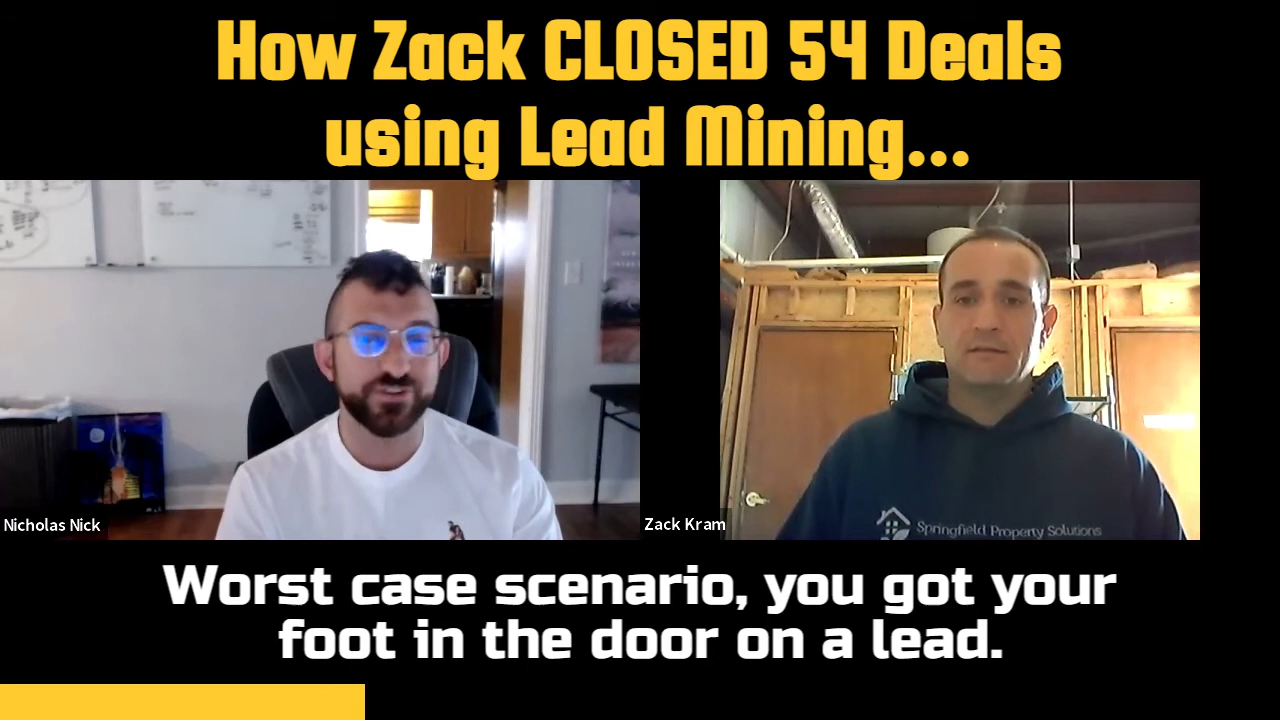 How Zack CLOSED 54 Deals
using Lead Mining...
Nicholas Nick
Zack Kram
Springfield Property Solutions
Worst case scenario, you got your
foot in the door on a lead.